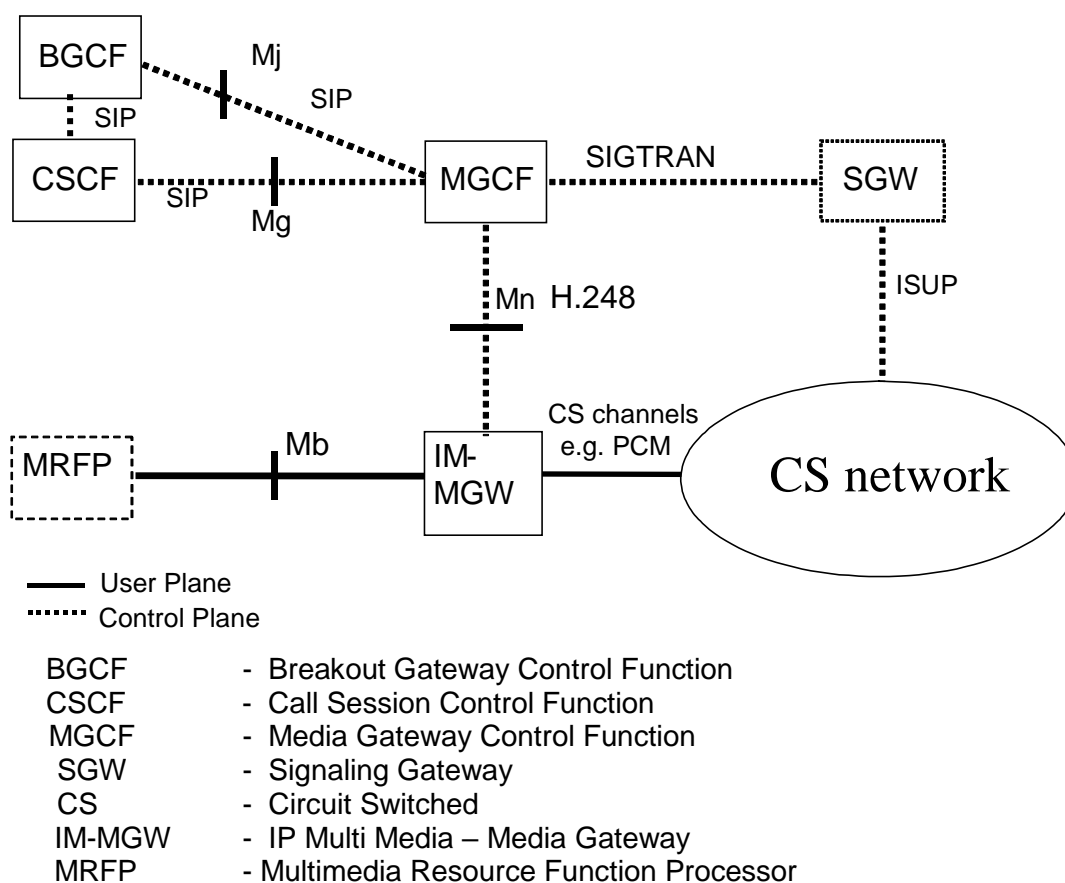 BGCF
Mj
SIP
SIP
CSCF
SIP
Mg
MGCF
SIGTRAN
SGW
Mn H.248
ISUP
MRFP
Mb
IM-
MGW
CS channels
e.g. PCM
CS network
User Plane
Control Plane
BGCF - Breakout Gateway Control Function
CSCF - Call Session Control Function
MGCF - Media Gateway Control Function
SGW - Signaling Gateway
CS - Circuit Switched
IM-MGW - IP Multi Media – Media Gateway
MRFP - Multimedia Resource Function Processor